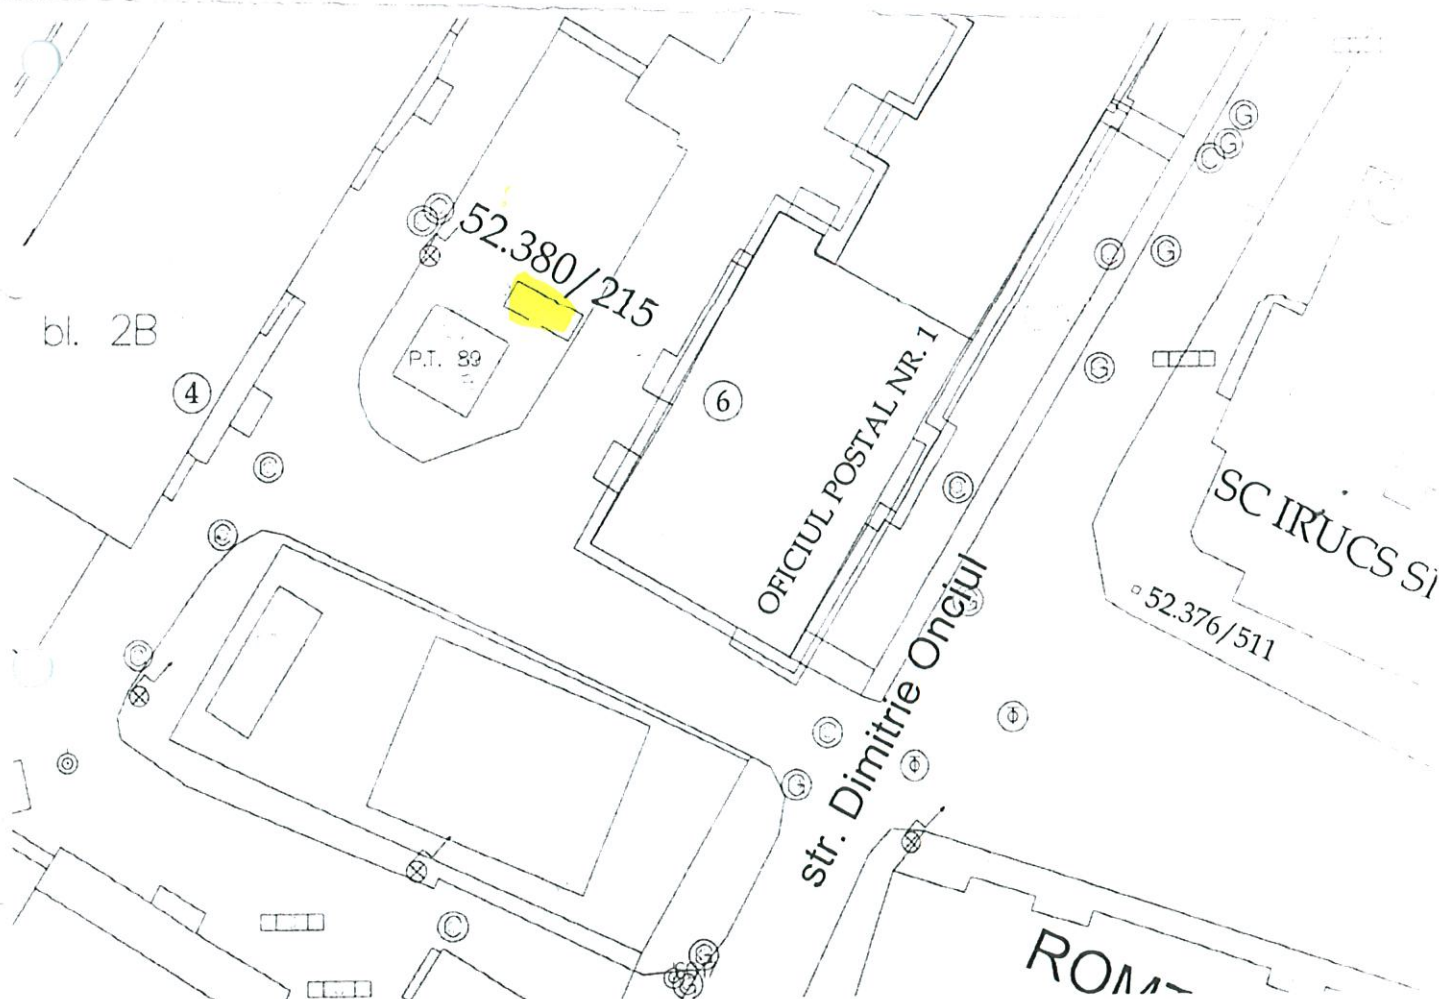 52.380/215
bl. 2B
P.T. 89
4
6
OFICIUL POSTAL NR. 1
SC IRUCS
52.376/511
str. Dimitrie Onciul
C
C
G
G
C
C
G
G
C
C
C
C
C
G
C
G
G